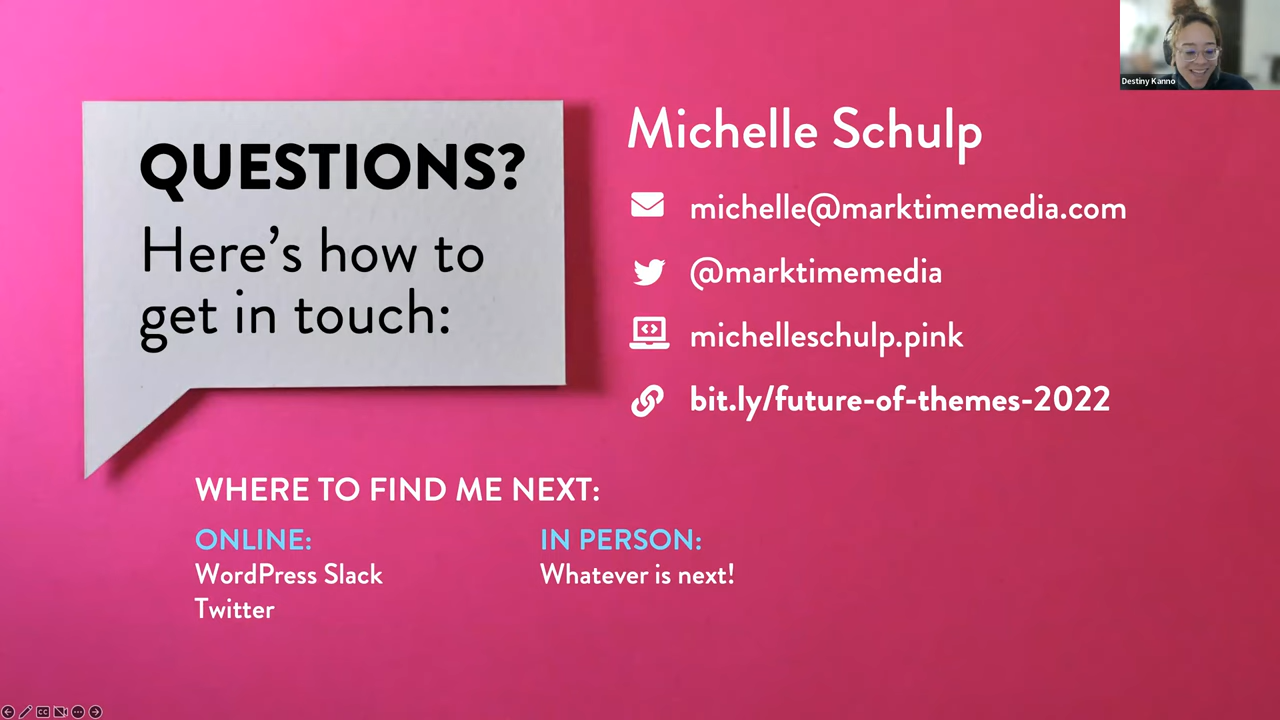 QUESTIONS?
Here’s how to
get in touch:
Michelle Schulp
michelle@marktimemedia.com
@marktimemedia
michelleschulp.pink
bit.ly/future-of-themes-2022
WHERE TO FIND ME NEXT:
ONLINE:
WordPress Slack
Twitter
IN PERSON:
Whatever is next!
Destiny Kanno
CC